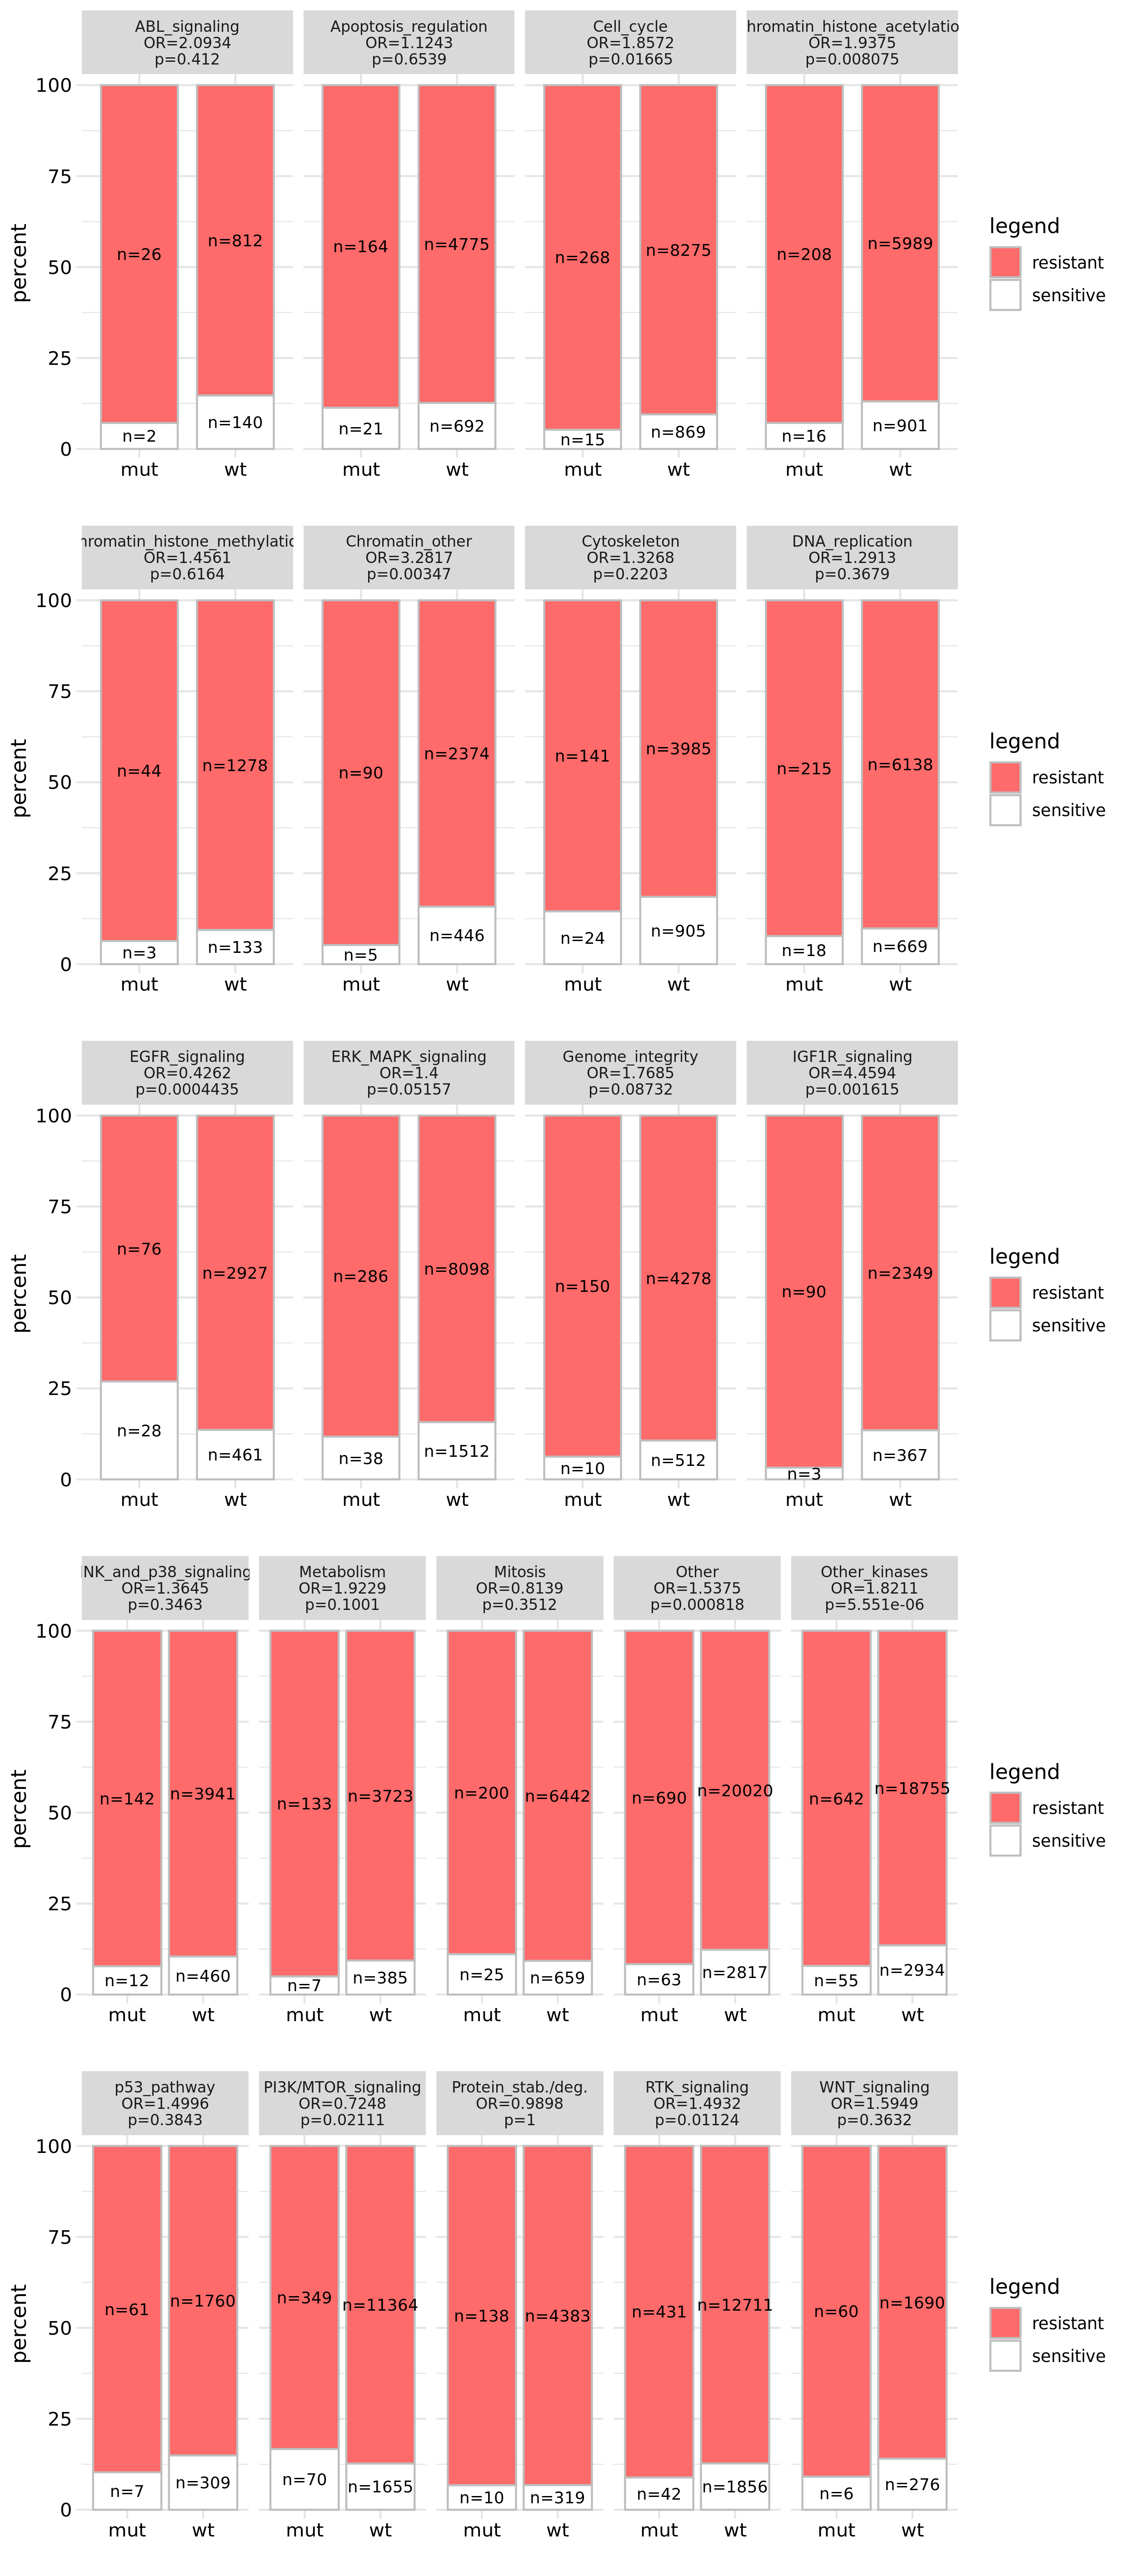 ABL_signaling
OR=2.0934
p=0.412
Apoptosis_regulation
OR=1.1243
p=0.6539
Cell_cycle
OR=1.8572
p=0.01665
hromatin_histone_acetylatio
OR=1.9375
p=0.008075
percent
100
75
50
25
0
n=26
n=2
n=812
n=140
n=164
n=21
n=4775
n=692
n=268
n=15
n=8275
n=869
n=208
n=16
n=5989
n=901
mut wt mut wt mut wt mut wt
legend
resistant
sensitive
hromatin_histone_methylatic
OR=1.4561
p=0.6164
Chromatin_other
OR=3.2817
p=0.00347
Cytoskeleton
OR=1.3268
p=0.2203
DNA_replication
OR=1.2913
p=0.3679
percent
100
75
50
25
0
n=44
n=3
n=1278
n=133
n=90
n=5
n=2374
n=446
n=141
n=24
n=3985
n=905
n=215
n=18
n=6138
n=669
mut wt mut wt mut wt mut wt
legend
resistant
sensitive
EGFR_signaling
OR=0.4262
p=0.0004435
ERK_MAPK_signaling
OR=1.4
p=0.05157
Genome_integrity
OR=1.7685
p=0.08732
IGF1R_signaling
OR=4.4594
p=0.001615
percent
100
75
50
25
0
n=76
n=28
n=2927
n=461
n=286
n=38
n=8098
n=1512
n=150
n=10
n=4278
n=512
n=90
n=3
n=2349
n=367
mut wt mut wt mut wt mut wt
legend
resistant
sensitive
NK_and_p38_signaling
OR=1.3645
p=0.3463
Metabolism
OR=1.9229
p=0.1001
Mitosis
OR=0.8139
p=0.3512
Other
OR=1.5375
p=0.000818
Other_kinases
OR=1.8211
p=5.551e-06
percent
100
75
50
25
0
n=142
n=12
n=3941
n=460
n=133
n=7
n=3723
n=385
n=200
n=25
n=6442
n=659
n=690
n=63
n=20020
n=2817
n=642
n=55
n=18755
n=2934
mut wt mut wt mut wt mut wt mut wt
legend
resistant
sensitive
p53_pathway
OR=1.4996
p=0.3843
PI3K/MTOR_signaling
OR=0.7248
p=0.02111
Protein_stab./deg.
OR=0.9898
p=1
RTK_signaling
OR=1.4932
p=0.01124
WNT_signaling
OR=1.5949
p=0.3632
percent
100
75
50
25
0
n=61
n=7
n=1760
n=309
n=349
n=70
n=11364
n=1655
n=138
n=10
n=4383
n=319
n=431
n=42
n=12711
n=1856
n=60
n=6
n=1690
n=276
mut wt mut wt mut wt mut wt mut wt
legend
resistant
sensitive